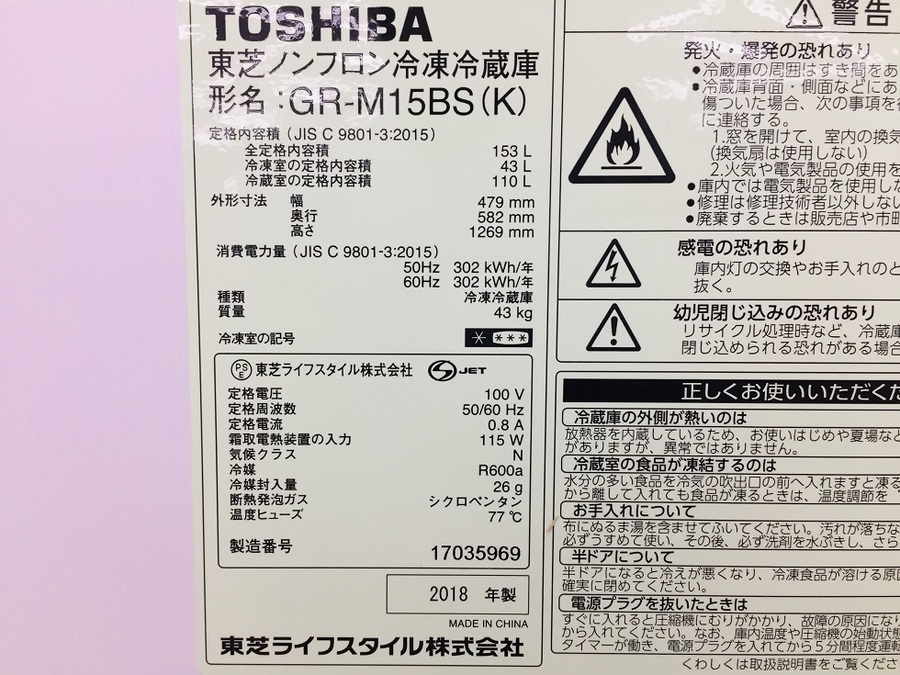 TOSHIBA
東芝ノンフロン冷凍冷蔵庫
形名:GR-M15BS(K)
定格内容積(JIS C 9801-3:2015)
全定格内容積 153 L
冷凍室の定格内容積 43 L
冷蔵室の定格内容積 110 L
外形寸法 幅 479 mm
奥行 582 mm
高さ 1269 mm
消費電力量(JIS C 9801-3:2015)
50Hz 302 kWh/年
60Hz 302 kWh/年
種類 冷凍冷蔵庫
質量 43 kg
冷凍室の記号
PSE 東芝ライフスタイル株式会社 JET
定格電圧 100 V
定格周波数 50/60 Hz
定格電流 0.8 A
霜取電熱装置の入力 115 W
気候クラス N
冷媒 R600a
冷媒封入量 26 g
断熱発泡ガス シクロペンタン
温度ヒューズ 77 ℃
製造番号 17035969
2018 年製
MADE IN CHINA
東芝ライフスタイル株式会社
警告
発火・爆発の恐れあり
●冷蔵庫の周囲はすき間をあ
●冷蔵庫背面・側面などにあ
傷ついた場合、次の事項を
に連絡する。
1.窓を開けて、室内の換気
(換気扇は使用しない)
2.火気や電気製品の使用を
●庫内では電気製品を使用しな
●修理は修理技術者以外しない
●廃棄するときは販売店や市町
感電の恐れあり
庫内灯の交換やお手入れのと
抜く。
幼児閉じ込みの恐れあり
リサイクル処理時など、冷蔵庫
閉じ込められる恐れがある場合
正しくお使いいただくた
冷蔵庫の外側が熱いのは
放熱器を内蔵しているため、お使いはじめや夏場など
がありますが、異常ではありません。
冷蔵室の食品が凍結するのは
水分の多い食品を冷気の吹出口の前へ入れますと凍る
から離して入れても食品が凍るときは、温度調節を
お手入れについて
布にぬるま湯を含ませてふいてください。汚れが落ちな
必ずうすめて使い、その後、必ず洗剤を水ぶきし、さら
半ドアについて
半ドアになると冷えが悪くなり、冷凍食品が溶ける原因
確実に閉めてください。
電源プラグを抜いたときは
すぐに入れると圧縮機にむりがかかり、故障の原因になり
から入れてください。なお、庫内温度や圧縮機の始動状態
タイマーが働き、電源プラグを入れてから5分間程度運転
くわしくは取扱説明書をご覧くださ